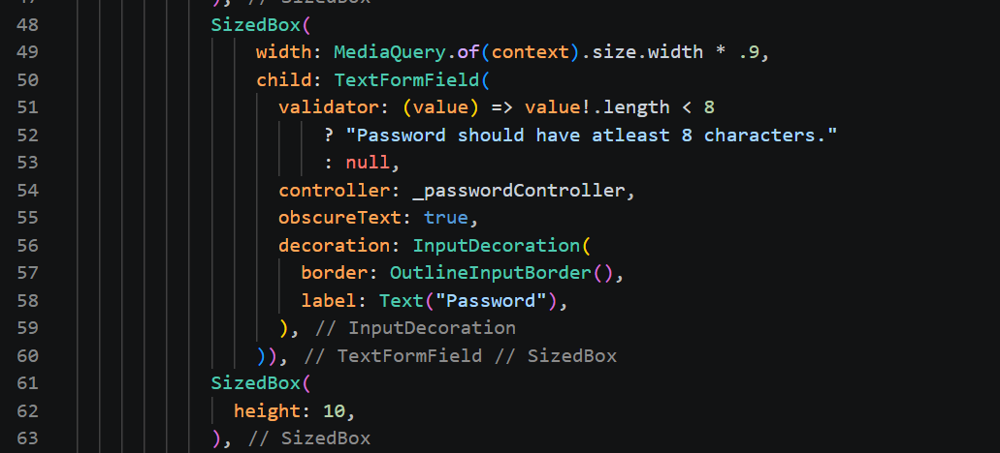 47 ), // SizedBox
48 SizedBox(
49 width: MediaQuery.of(context).size.width * .9,
50 child: TextFormField(
51 validator: (value) => value!.length < 8
52 ? "Password should have atleast 8 characters."
53 : null,
54 controller: _passwordController,
55 obscureText: true,
56 decoration: InputDecoration(
57 border: OutlineInputBorder(),
58 label: Text("Password"),
59 ), // InputDecoration
60 )), // TextFormField // SizedBox
61 SizedBox(
62 height: 10,
63 ), // SizedBox